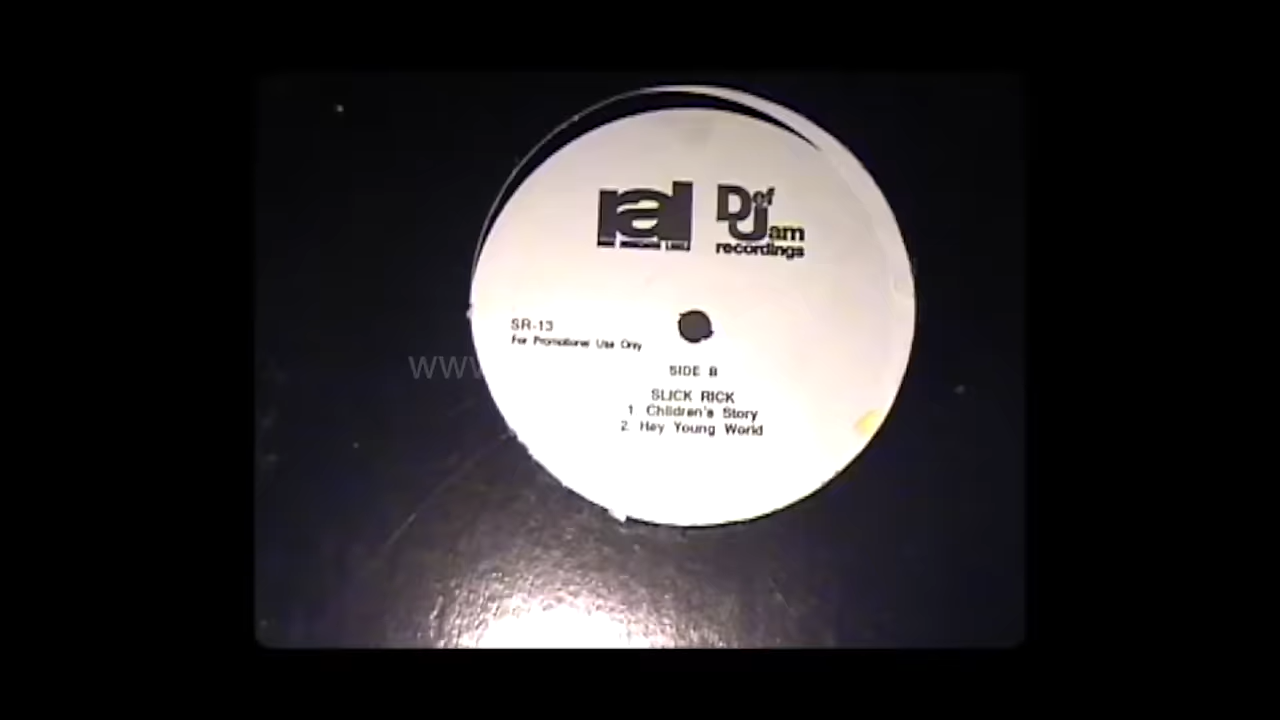 ral
Def Jam
recordings
SR-13
For Promotional Use Only
SIDE B
SLICK RICK
1 Children's Story
2. Hey Young World
www